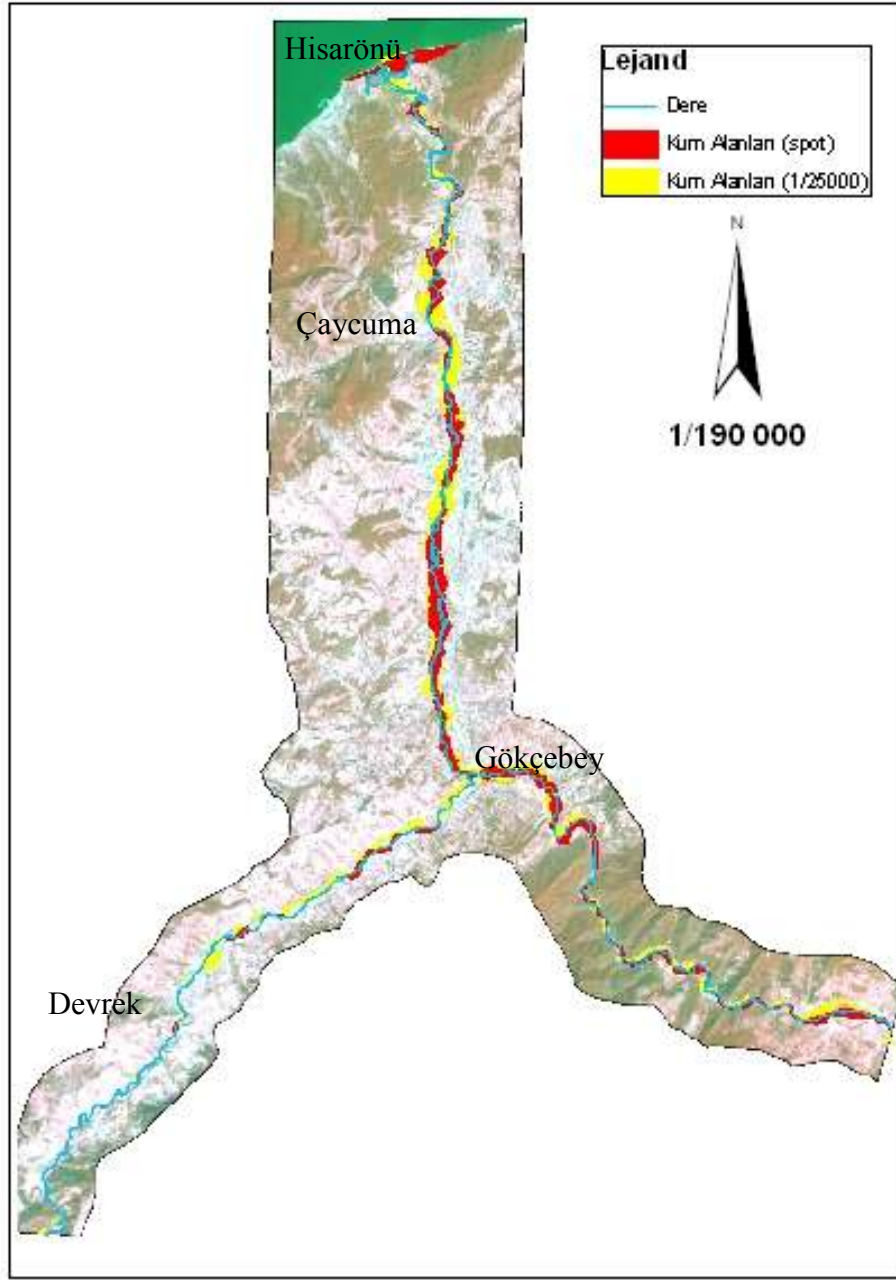 Hisarönü
Lejand
Dere
Kum Alanları (spot)
Kum Alanları (1/25000)
N
Çaycuma
1/190 000
Gökçebey
Devrek